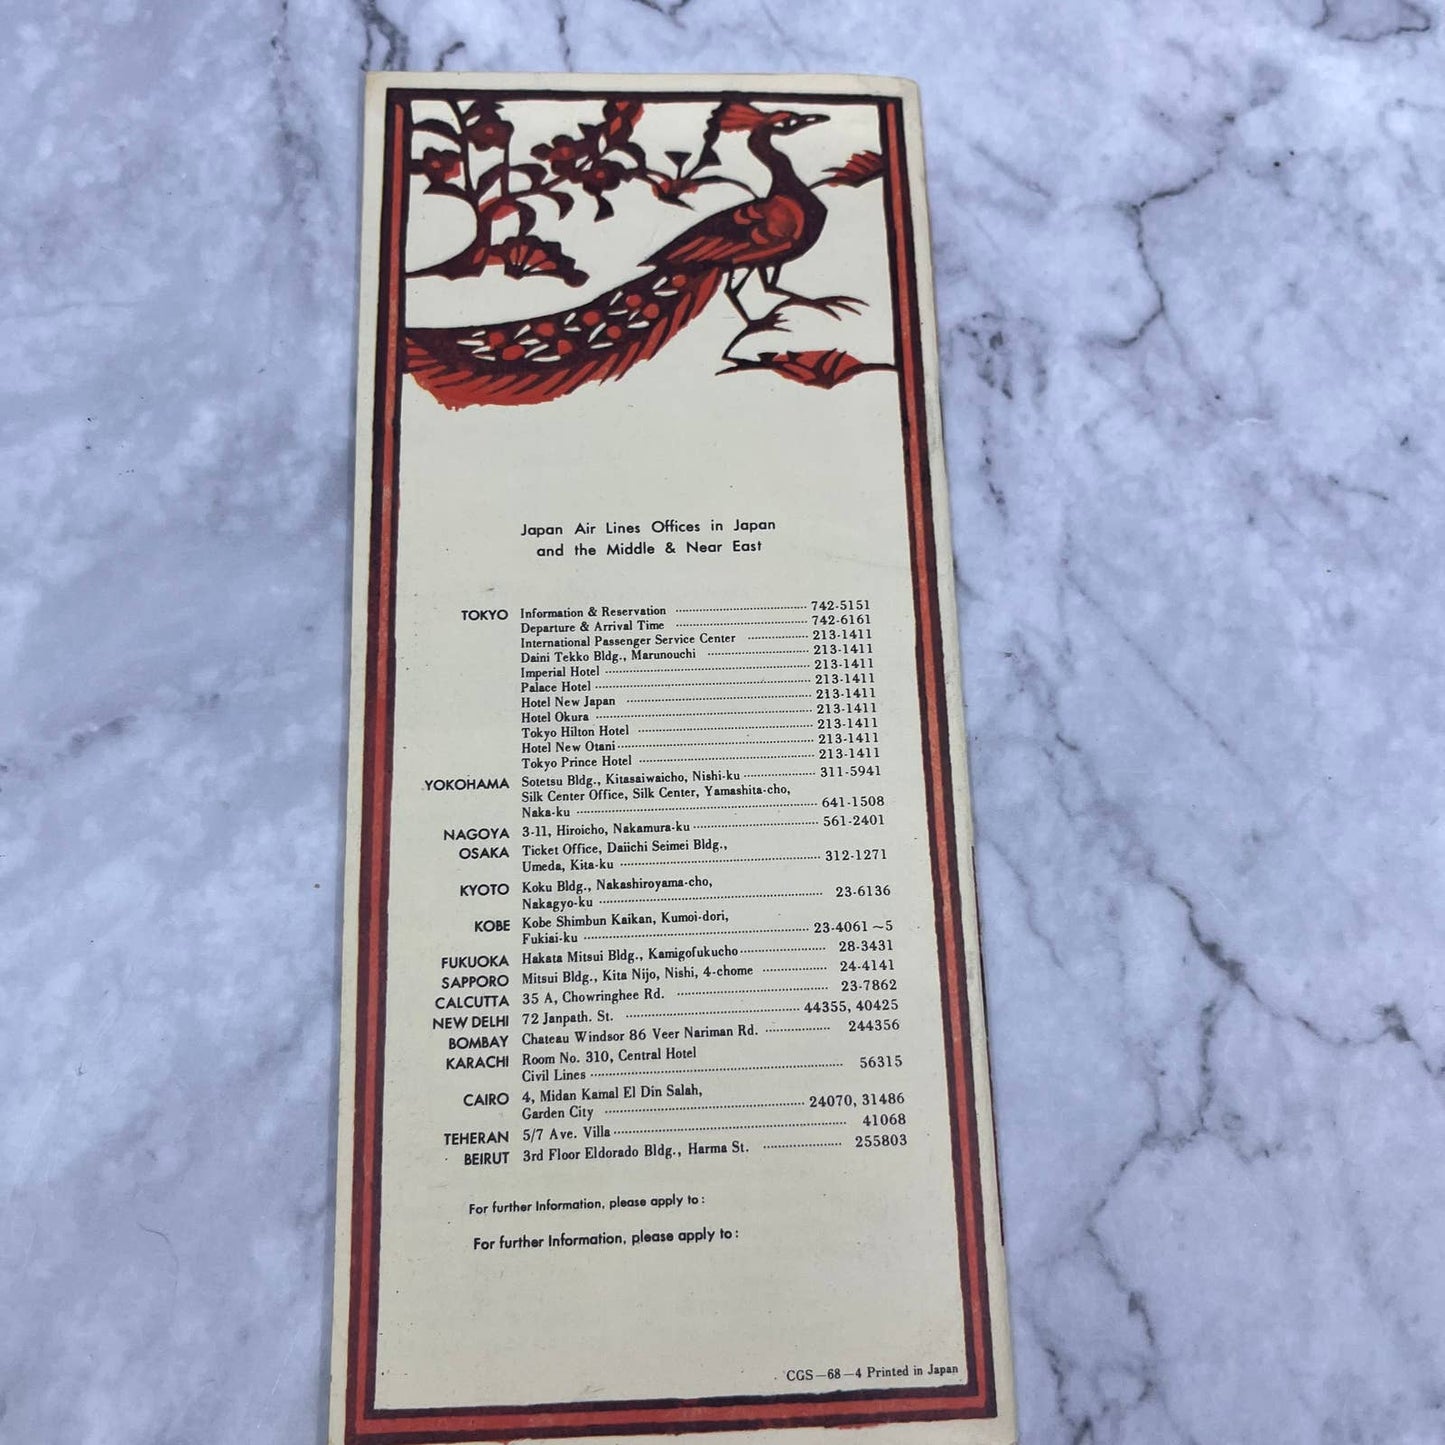 Japan Air Lines Offices in Japan
and the Middle & Near East
TOKYO Information & Reservation 742-5151
Departure & Arrival Time 742-6161
International Passenger Service Center 213-1411
Daini Tekko Bldg., Marunouchi 213-1411
Imperial Hotel 213-1411
Palace Hotel 213-1411
Hotel New Japan 213-1411
Hotel Okura 213-1411
Tokyo Hilton Hotel 213-1411
Hotel New Otani 213-1411
Tokyo Prince Hotel 213-1411
YOKOHAMA Sotetsu Bldg., Kitasaiwaicho, Nishi-ku 311-5941
Silk Center Office, Silk Center, Yamashita-cho,
Naka-ku 641-1508
NAGOYA 3-11, Hiroicho, Nakamura-ku 561-2401
OSAKA Ticket Office, Daiichi Seimei Bldg.,
Umeda, Kita-ku 312-1271
KYOTO Koku Bldg., Nakashiroyama-cho,
Nakagyo-ku 23-6136
KOBE Kobe Shimbun Kaikan, Kumoi-dori,
Fukiai-ku 23-4061~5
FUKUOKA Hakata Mitsui Bldg., Kamigofukucho 28-3431
SAPPORO Mitsui Bldg., Kita Nijo, Nishi, 4-chome 24-4141
CALCUTTA 35 A, Chowringhee Rd. 23-7862
NEW DELHI 72 Janpath. St. 44355, 40425
BOMBAY Chateau Windsor 86 Veer Nariman Rd. 244356
KARACHI Room No. 310, Central Hotel
Civil Lines 56315
CAIRO 4, Midan Kamal El Din Salah,
Garden City 24070, 31486
TEHERAN 5/7 Ave. Villa 41068
BEIRUT 3rd Floor Eldorado Bldg., Harma St. 255803
For further Information, please apply to:
For further Information, please apply to:
CGS-68-4 Printed in Japan